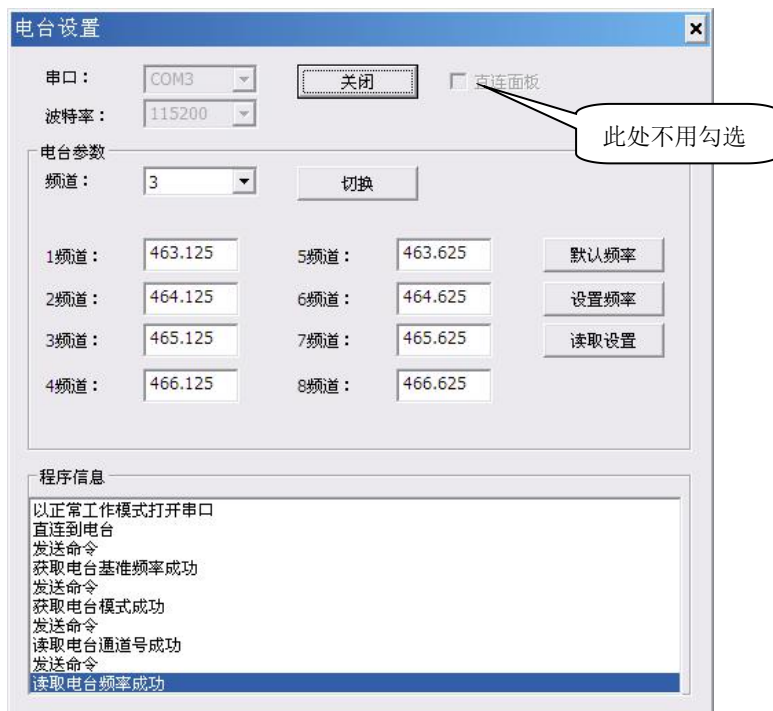 电台设置
串口： COM3 关闭 直连面板
波特率： 115200
此处不用勾选
电台参数
频道： 3 切换
1频道： 463.125 5频道： 463.625 默认频率
2频道： 464.125 6频道： 464.625 设置频率
3频道： 465.125 7频道： 465.625 读取设置
4频道： 466.125 8频道： 466.625
程序信息
以正常工作模式打开串口
直连到电台
发送命令
获取电台基准频率成功
发送命令
获取电台模式成功
发送命令
读取电台通道号成功
发送命令
读取电台频率成功